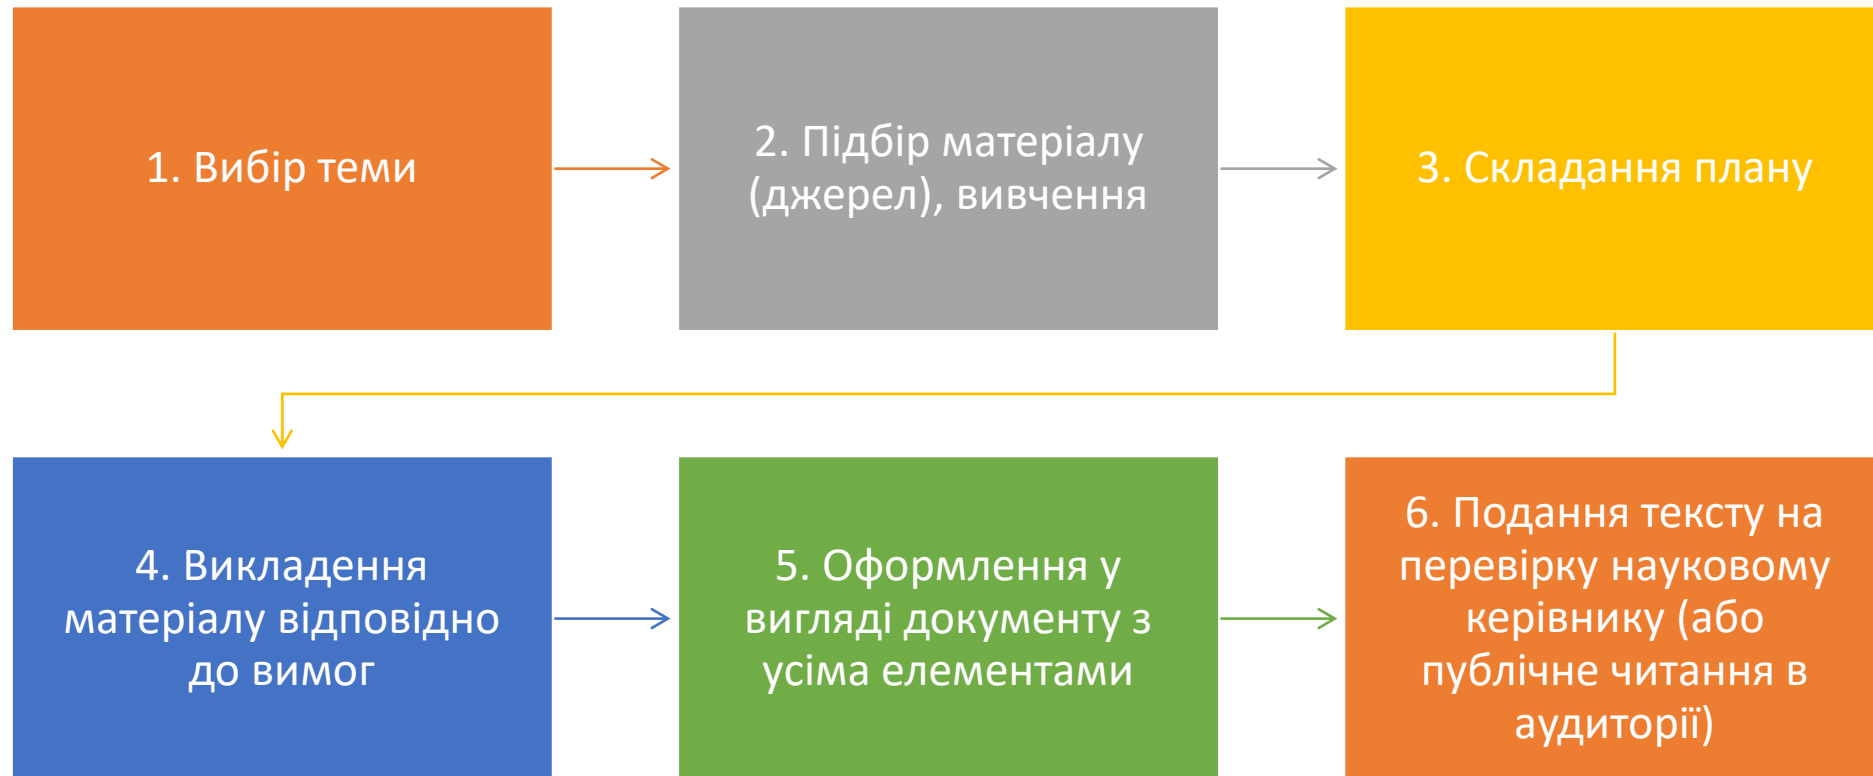 1. Вибір теми
2. Підбір матеріалу
(джерел), вивчення
3. Складання плану
4. Викладення
матеріалу відповідно
до вимог
5. Оформлення у
вигляді документу з
усіма елементами
6. Подання тексту на
перевірку науковому
керівнику (або
публічне читання в
аудиторії)